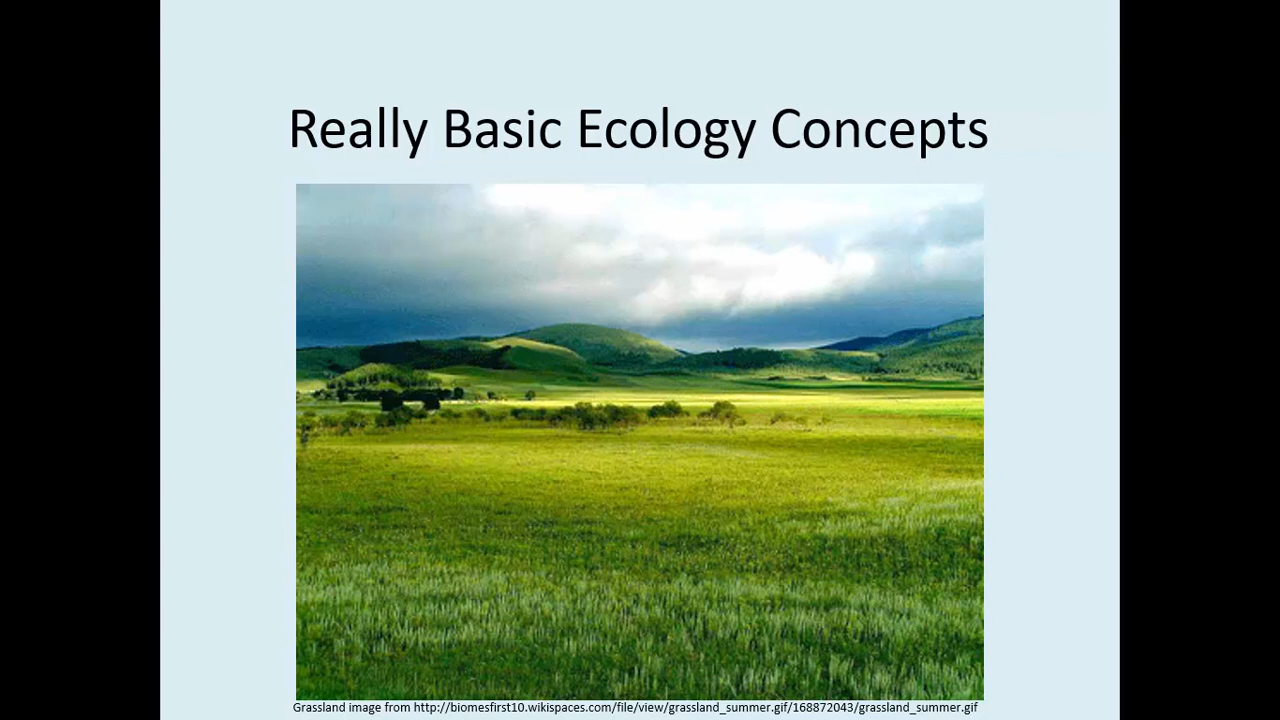 Really Basic Ecology Concepts
Grassland image from http://biomesfirst10.wikispaces.com/file/view/grassland_summer.gif/168872043/grassland_summer.gif